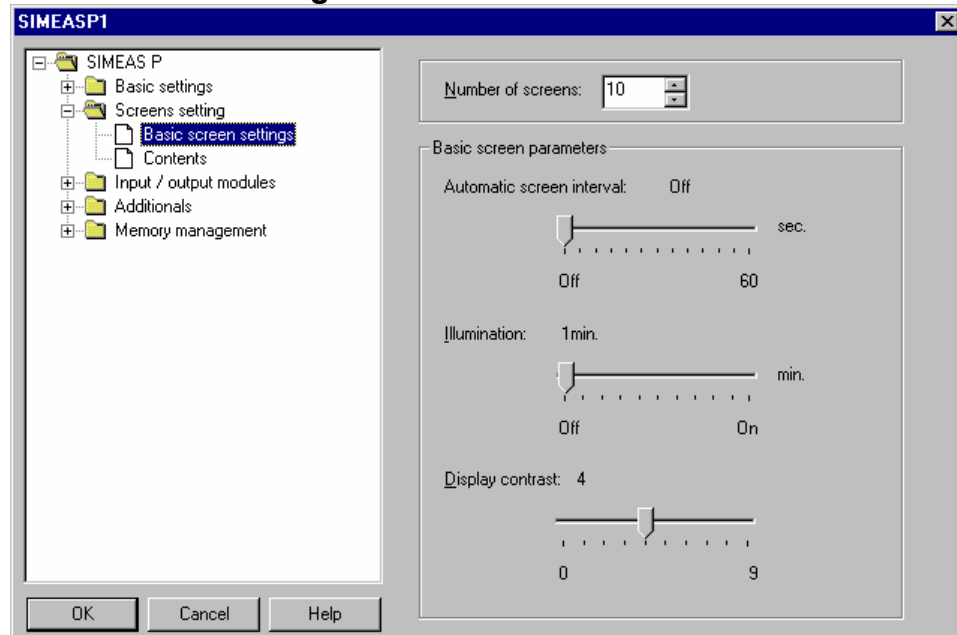 SIMEASP1
SIMEAS P
Basic settings
Screens setting
Basic screen settings
Contents
Input / output modules
Additionals
Memory management
OK Cancel Help
Number of screens: 10
Basic screen parameters
Automatic screen interval: Off
sec.
Off 60
Illumination: 1min.
min.
Off On
Display contrast: 4
0 9